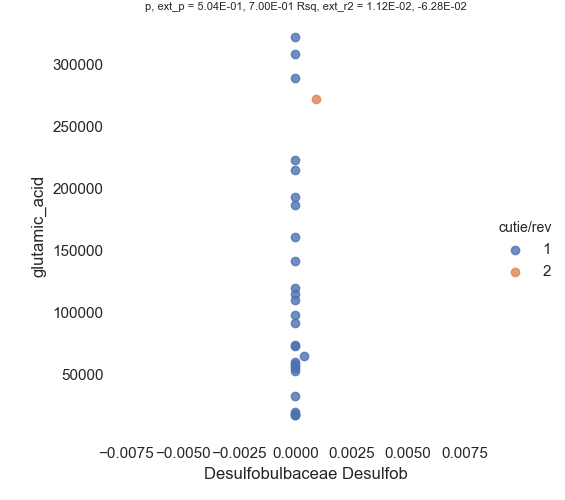 p, ext_p = 5.04E-01, 7.00E-01 Rsq, ext_r2 = 1.12E-02, -6.28E-02
300000
250000
200000
150000
100000
50000
glutamic_acid
cutie/rev
1
2
−0.0075 −0.0050 −0.0025 0.0000 0.0025 0.0050 0.0075
Desulfobulbaceae Desulfob